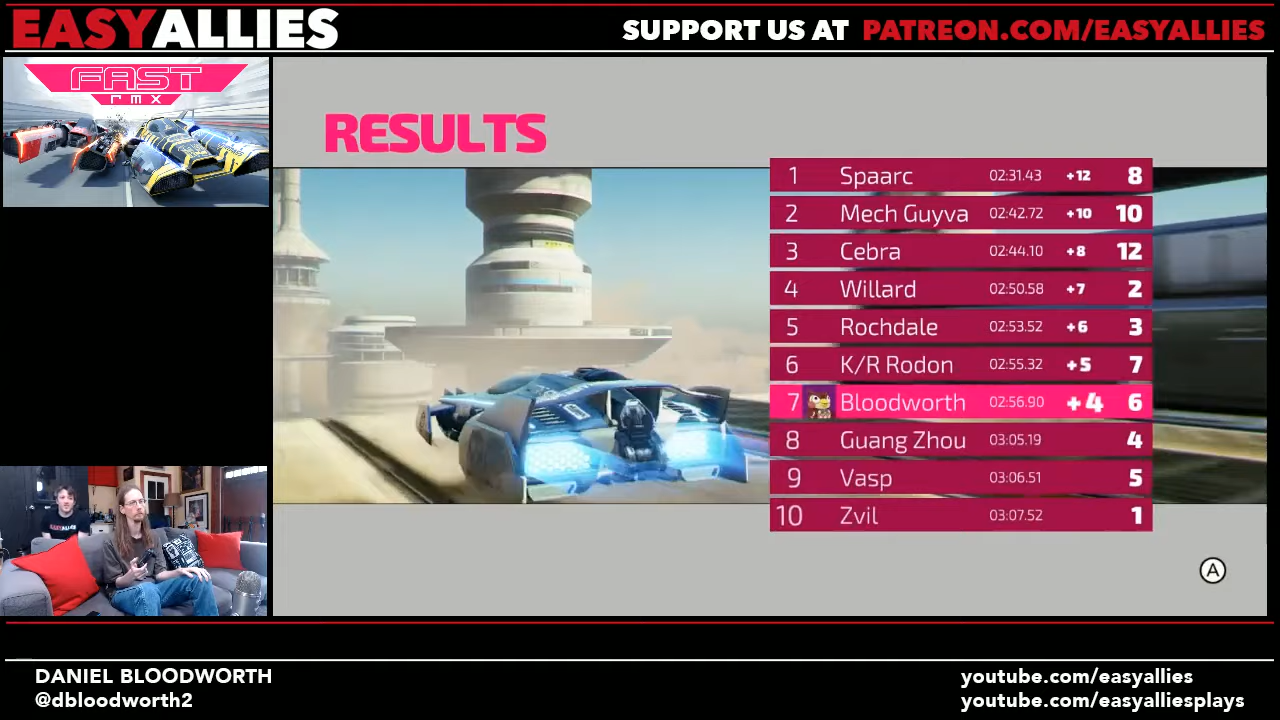 EASYALLIES
SUPPORT US AT PATREON.COM/EASYALLIES
FAST
rmx
RESULTS
1 Spaarc 02:31.43 +12 8
2 Mech Guyva 02:42.72 +10 10
3 Cebra 02:44.10 +8 12
4 Willard 02:50.58 +7 2
5 Rochdale 02:53.52 +6 3
6 K/R Rodon 02:55.32 +5 7
7 Bloodworth 02:56.90 +4 6
8 Guang Zhou 03:05.19 4
9 Vasp 03:06.51 5
10 Zvil 03:07.52 1
A
DANIEL BLOODWORTH
@dbloodworth2
youtube.com/easyallies
youtube.com/easyalliesplays